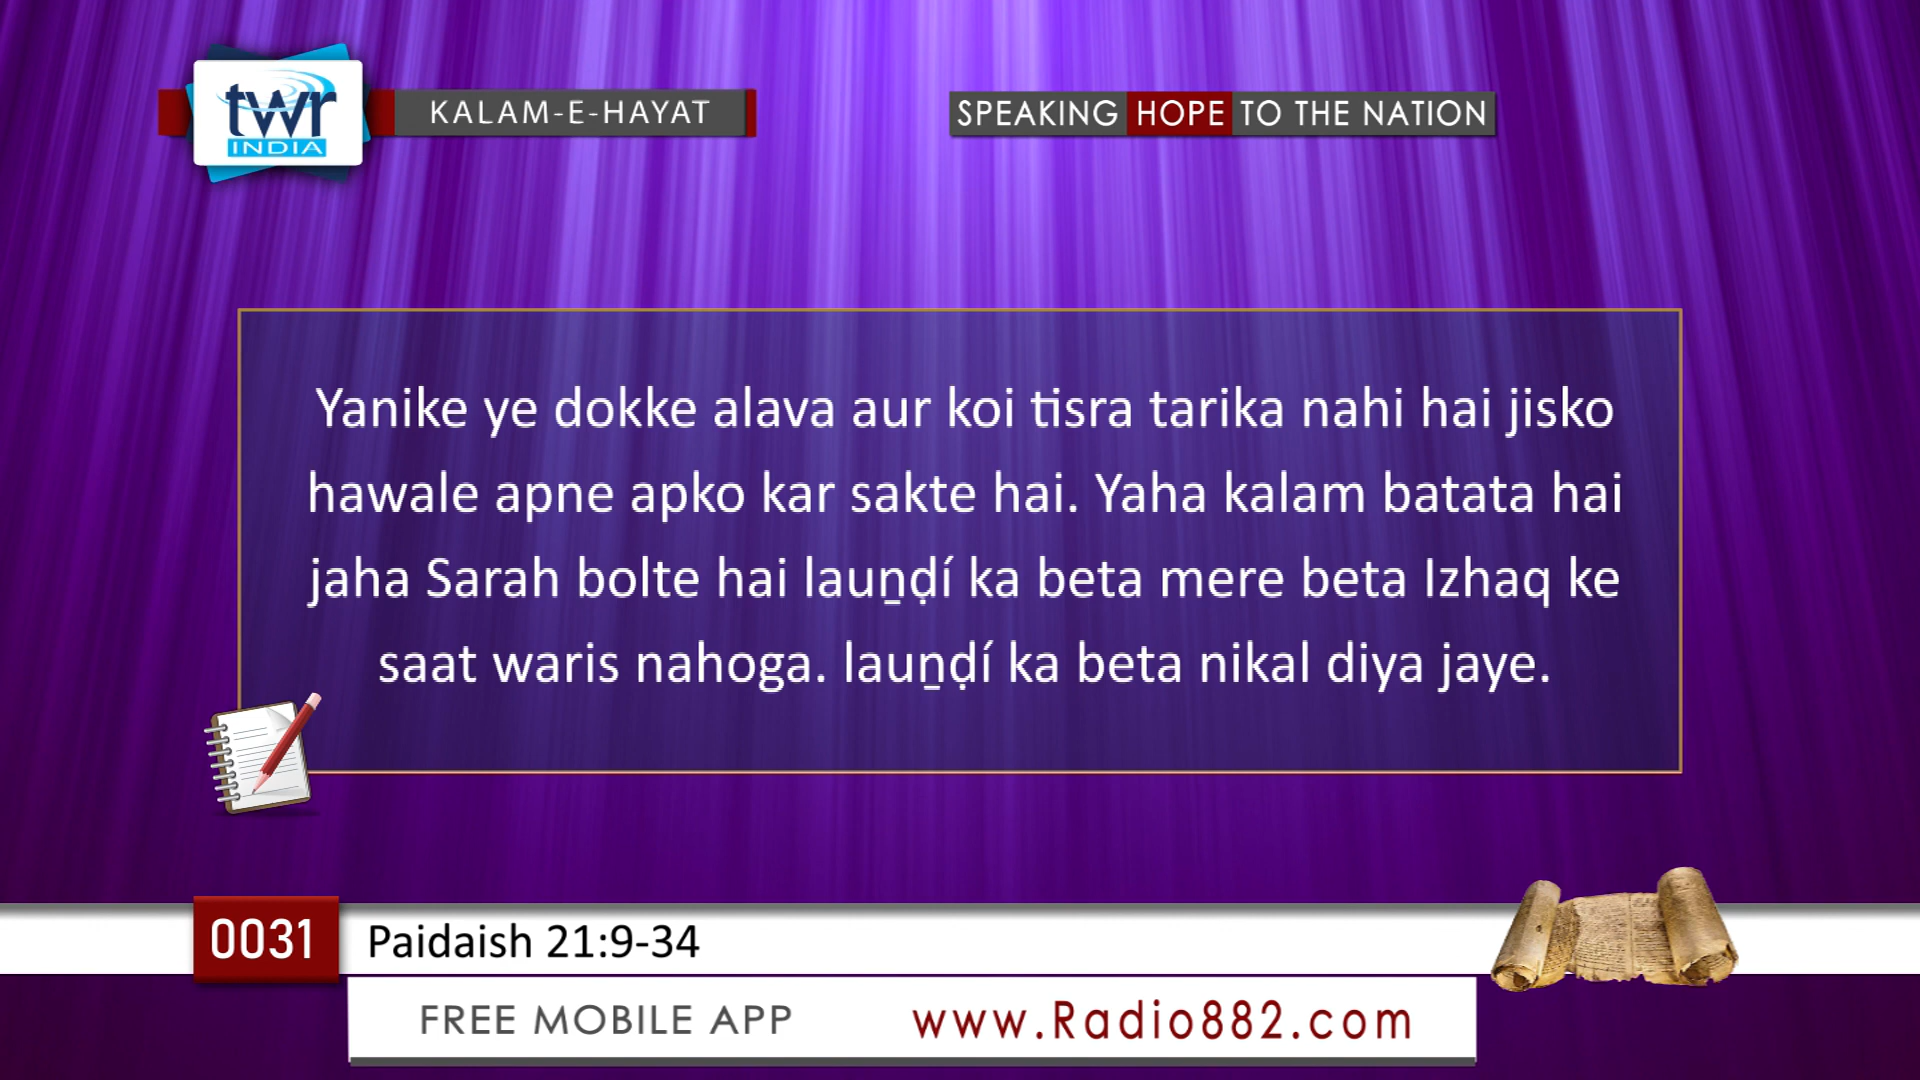 twr
INDIA
KALAM-E-HAYAT
SPEAKING HOPE TO THE NATION
Yanike ye dokke alava aur koi tisra tarika nahi hai jisko
hawale apne apko kar sakte hai. Yaha kalam batata hai
jaha Sarah bolte hai lauṉḍí ka beta mere beta Izhaq ke
saat waris nahoga. lauṉḍí ka beta nikal diya jaye.
0031
Paidaish 21:9-34
FREE MOBILE APP
www.Radio882.com